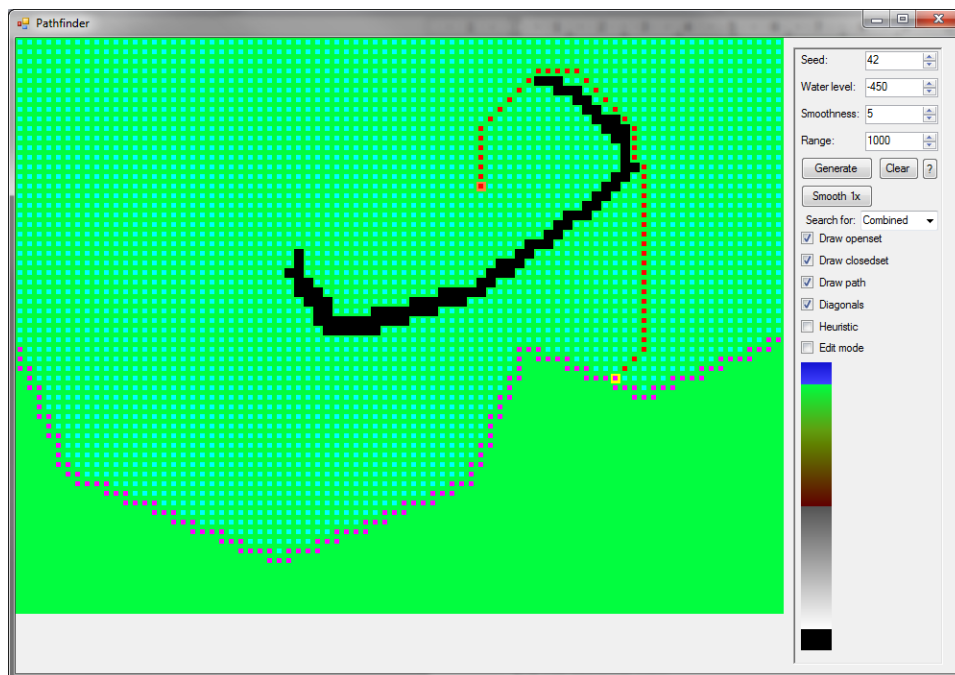 Pathfinder
Seed: 42
Water level: -450
Smoothness: 5
Range: 1000
Generate Clear ?
Smooth 1x
Search for: Combined
Draw openset
Draw closedset
Draw path
Diagonals
Heuristic
Edit mode